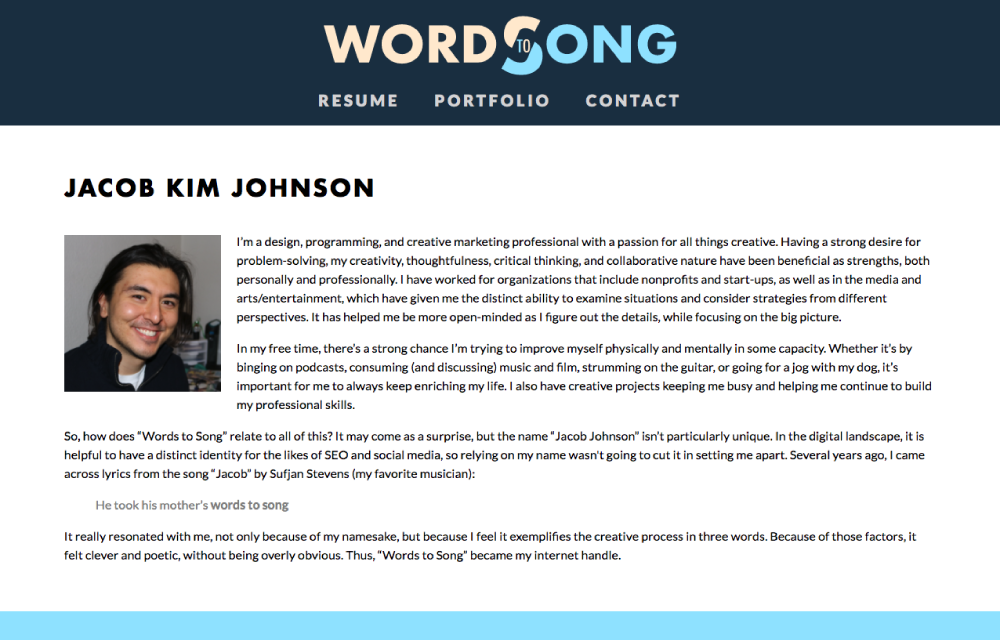 WORDS TO SONG
RESUME PORTFOLIO CONTACT
JACOB KIM JOHNSON
I’m a design, programming, and creative marketing professional with a passion for all things creative. Having a strong desire for
problem-solving, my creativity, thoughtfulness, critical thinking, and collaborative nature have been beneficial as strengths, both
personally and professionally. I have worked for organizations that include nonprofits and start-ups, as well as in the media and
arts/entertainment, which have given me the distinct ability to examine situations and consider strategies from different
perspectives. It has helped me be more open-minded as I figure out the details, while focusing on the big picture.
In my free time, there’s a strong chance I’m trying to improve myself physically and mentally in some capacity. Whether it’s by
binging on podcasts, consuming (and discussing) music and film, strumming on the guitar, or going for a jog with my dog, it’s
important for me to always keep enriching my life. I also have creative projects keeping me busy and helping me continue to build
my professional skills.
So, how does “Words to Song” relate to all of this? It may come as a surprise, but the name “Jacob Johnson” isn’t particularly unique. In the digital landscape, it is
helpful to have a distinct identity for the likes of SEO and social media, so relying on my name wasn't going to cut it in setting me apart. Several years ago, I came
across lyrics from the song “Jacob” by Sufjan Stevens (my favorite musician):
He took his mother’s words to song
It really resonated with me, not only because of my namesake, but because I feel it exemplifies the creative process in three words. Because of those factors, it
felt clever and poetic, without being overly obvious. Thus, “Words to Song” became my internet handle.